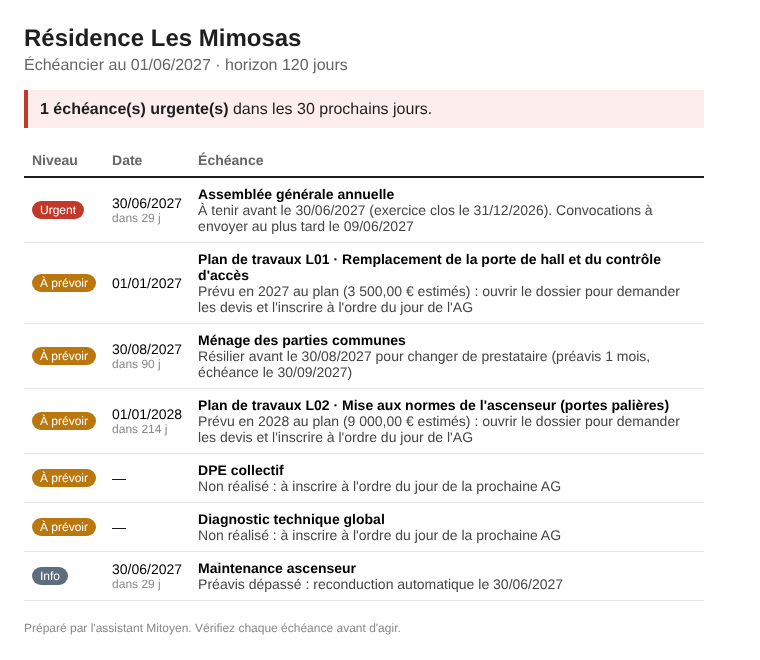 Résidence Les Mimosas
Échéancier au 01/06/2027 · horizon 120 jours
1 échéance(s) urgente(s) dans les 30 prochains jours.
Niveau Date Échéance
Urgent
30/06/2027
dans 29 j
Assemblée générale annuelle
À tenir avant le 30/06/2027 (exercice clos le 31/12/2026). Convocations à
envoyer au plus tard le 09/06/2027
À prévoir
01/01/2027
Plan de travaux L01 · Remplacement de la porte de hall et du contrôle
d'accès
Prévu en 2027 au plan (3 500,00 € estimés) : ouvrir le dossier pour demander
les devis et l'inscrire à l'ordre du jour de l'AG
À prévoir
30/08/2027
dans 90 j
Ménage des parties communes
Résilier avant le 30/08/2027 pour changer de prestataire (préavis 1 mois,
échéance le 30/09/2027)
À prévoir
01/01/2028
dans 214 j
Plan de travaux L02 · Mise aux normes de l'ascenseur (portes palières)
Prévu en 2028 au plan (9 000,00 € estimés) : ouvrir le dossier pour demander
les devis et l'inscrire à l'ordre du jour de l'AG
À prévoir
—
DPE collectif
Non réalisé : à inscrire à l'ordre du jour de la prochaine AG
À prévoir
—
Diagnostic technique global
Non réalisé : à inscrire à l'ordre du jour de la prochaine AG
Info
30/06/2027
dans 29 j
Maintenance ascenseur
Préavis dépassé : reconduction automatique le 30/06/2027
Préparé par l'assistant Mitoyen. Vérifiez chaque échéance avant d'agir.